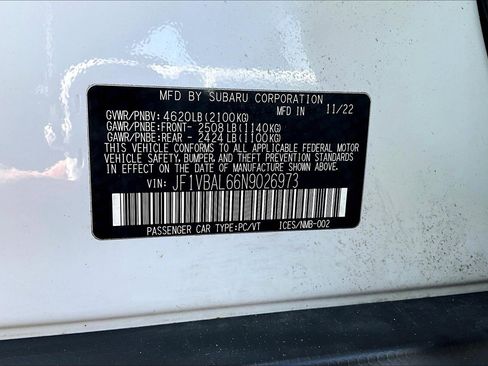 MFD BY SUBARU CORPORATION
MADE IN 11/22
GVWR/PNBV: 4620LB(2100KG)
GAWR/PNBE:FRONT- 2508LB(1140KG)
GAWR/PNBE:REAR - 2424LB(1100KG)
THIS VEHICLE CONFORMS TO ALL APPLICABLE FEDERAL MOTOR VEHICLE
SAFETY, BUMPER, AND THEFT PREVENTION STANDARDS
IN EFFECT ON THE DATE OF MANUFACTURE SHOWN ABOVE.
VIN: JF1VBAL66N9026973
PASSENGER CAR TYPE:PC/VT ICES/NMB-002